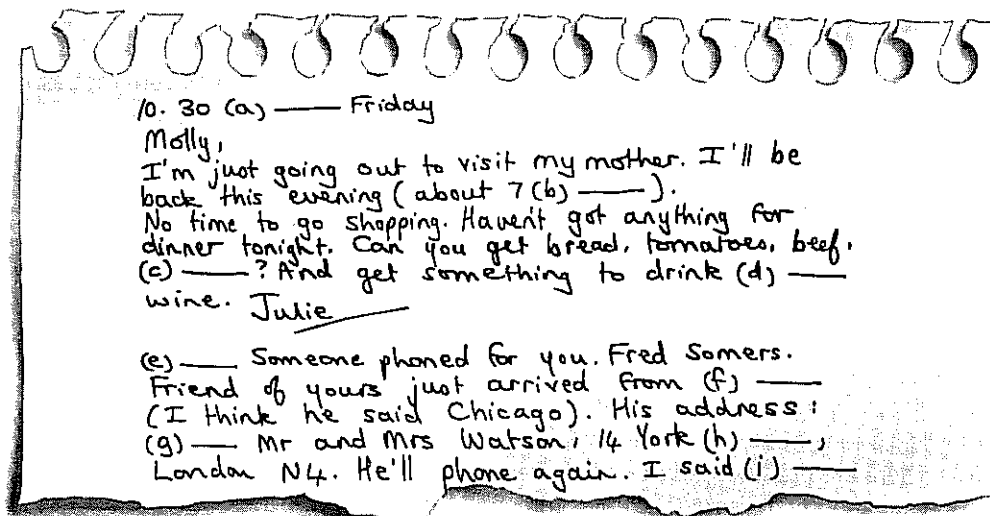 10.30 (a) —— Friday
Molly,
I'm just going out to visit my mother. I'll be
back this evening (about 7 (b) ——).
No time to go shopping. Haven't got anything for
dinner tonight. Can you get bread, tomatoes, beef,
(c) ——? And get something to drink (d) ——
wine. Julie
(e) —— Someone phoned for you. Fred Somers.
Friend of yours just arrived from (f) ——
(I think he said Chicago). His address:
(g) —— Mr and Mrs Watson, 14 York (h) ——,
London N4. He'll phone again. I said (i) ——